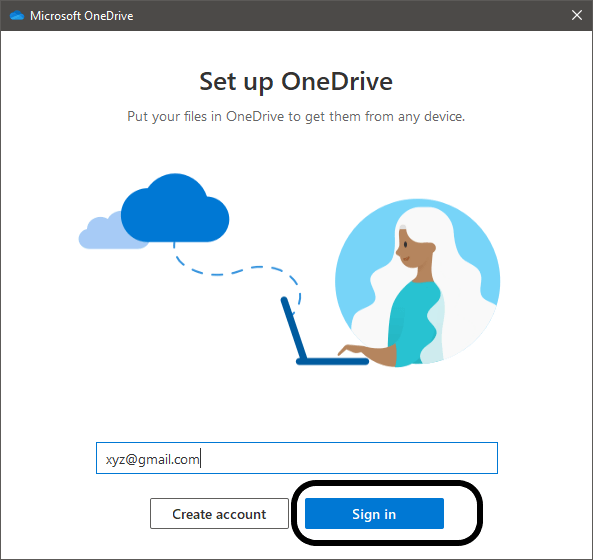 Microsoft OneDrive
Set up OneDrive
Put your files in OneDrive to get them from any device.
xyz@gmail.com
Create account
Sign in